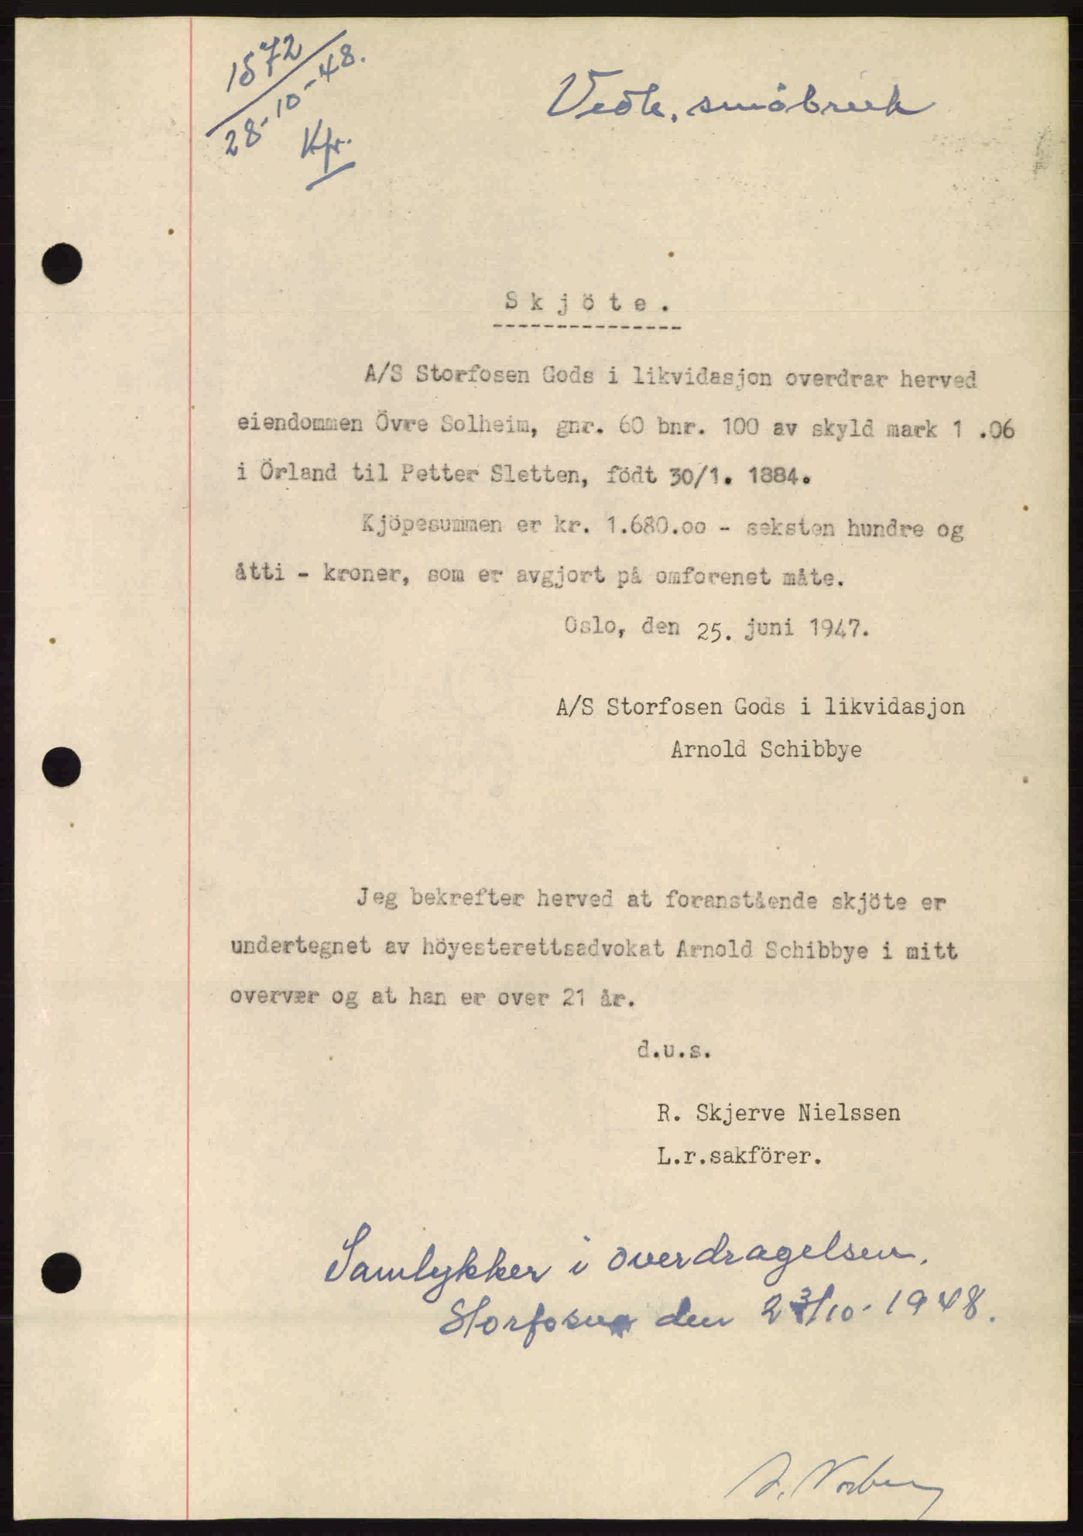 1572
28-10-48.
Kfr.
Vedk. småbruk
Skjöte.
A/S Storfosen Gods i likvidasjon overdrar herved
eiendommen Övre Solheim, gnr. 60 bnr. 100 av skyld mark 1 .06
i Örland til Petter Sletten, födt 30/1. 1884.
Kjöpesummen er kr. 1.680.oo - seksten hundre og
åtti - kroner, som er avgjort på omforenet måte.
Oslo, den 25. juni 1947.
A/S Storfosen Gods i likvidasjon
Arnold Schibbye
Jeg bekrefter herved at foranstående skjöte er
undertegnet av höyesterettsadvokat Arnold Schibbye i mitt
overvær og at han er over 21 år.
d.u.s.
R. Skjerve Nielssen
L.r.sakförer.
Samlykker i overdragelsen.
den 23/10-1948.